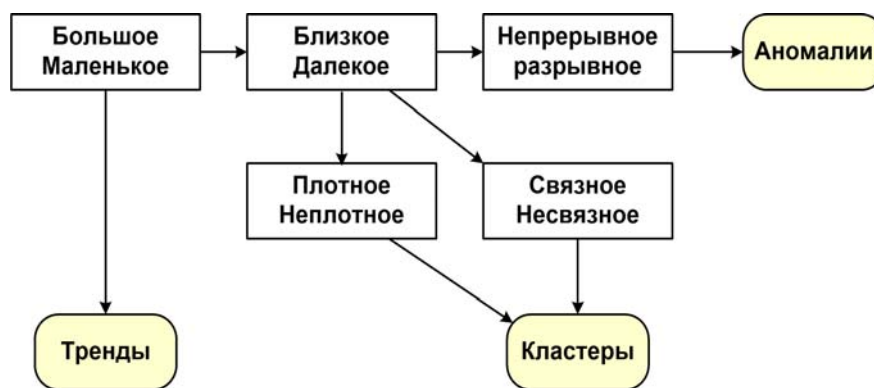 Большое
Маленькое
Близкое
Далекое
Непрерывное
разрывное
Аномалии
Плотное
Неплотное
Связное
Несвязное
Тренды
Кластеры